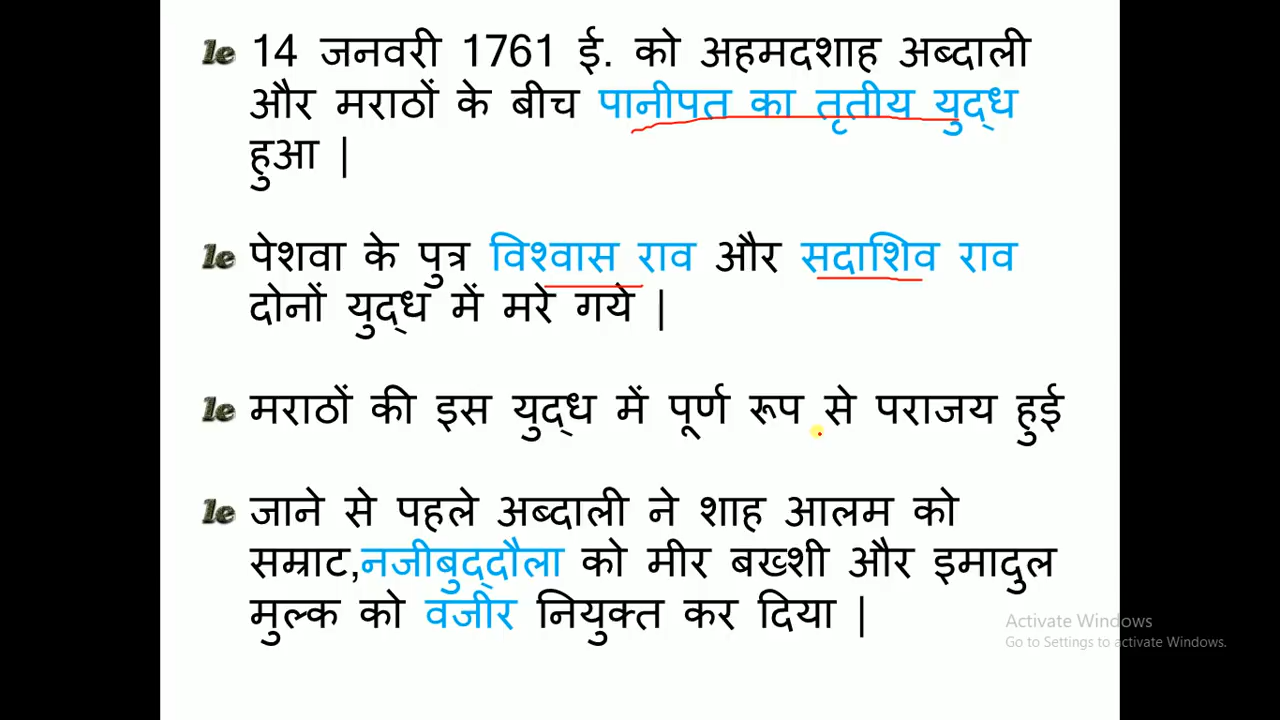 14 जनवरी 1761 ई. को अहमदशाह अब्दाली
और मराठों के बीच पानीपत का तृतीय युद्ध
हुआ |
पेशवा के पुत्र विश्वास राव और सदाशिव राव
दोनों युद्ध में मरे गये |
मराठों की इस युद्ध में पूर्ण रूप से पराजय हुई
जाने से पहले अब्दाली ने शाह आलम को
सम्राट,नजीबुद्दौला को मीर बख्शी और इमादुल
मुल्क को वजीर नियुक्त कर दिया |
Activate Windows
Go to Settings to activate Windows.